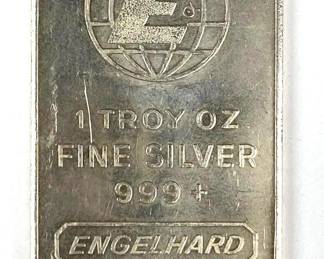 E
1 TROY OZ
FINE SILVER
999+
ENGELHARD